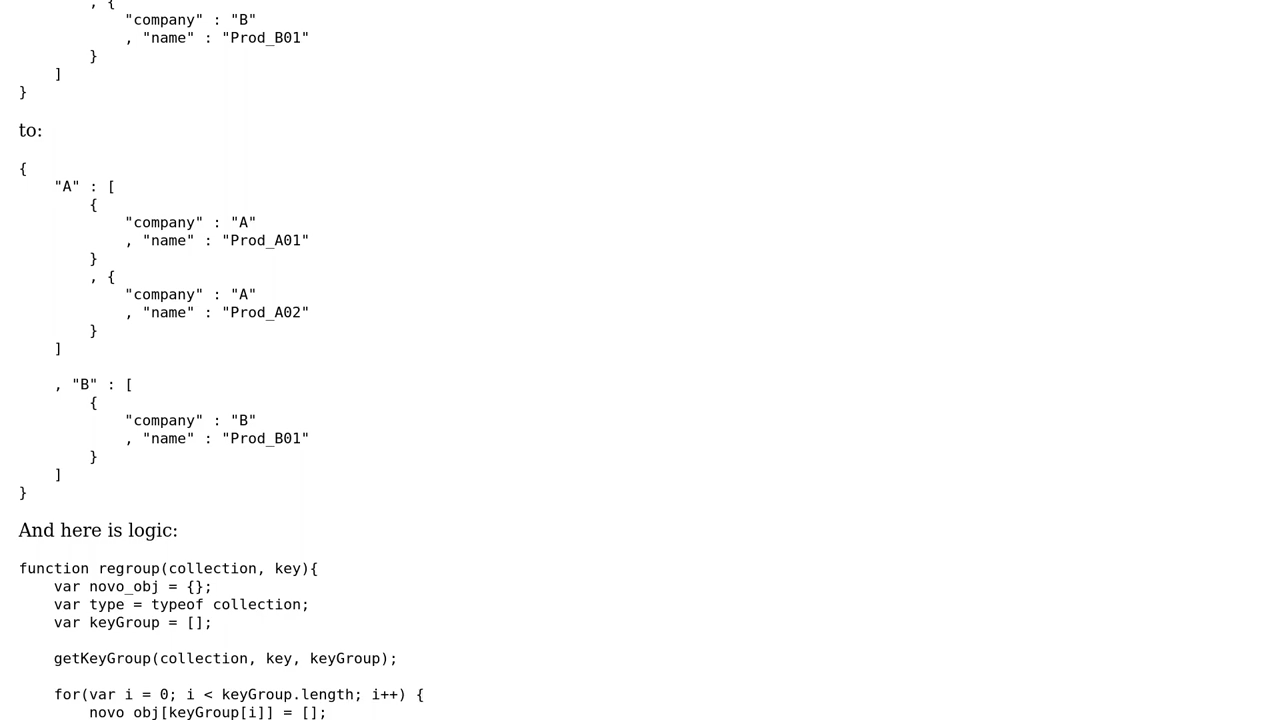 , {
"company" : "B"
, "name" : "Prod_B01"
}
]
}
to:
{
"A" : [
{
"company" : "A"
, "name" : "Prod_A01"
}
, {
"company" : "A"
, "name" : "Prod_A02"
}
]
, "B" : [
{
"company" : "B"
, "name" : "Prod_B01"
}
]
}
And here is logic:
function regroup(collection, key){
var novo_obj = {};
var type = typeof collection;
var keyGroup = [];
getKeyGroup(collection, key, keyGroup);
for(var i = 0; i < keyGroup.length; i++) {
novo_obj[keyGroup[i]] = [];